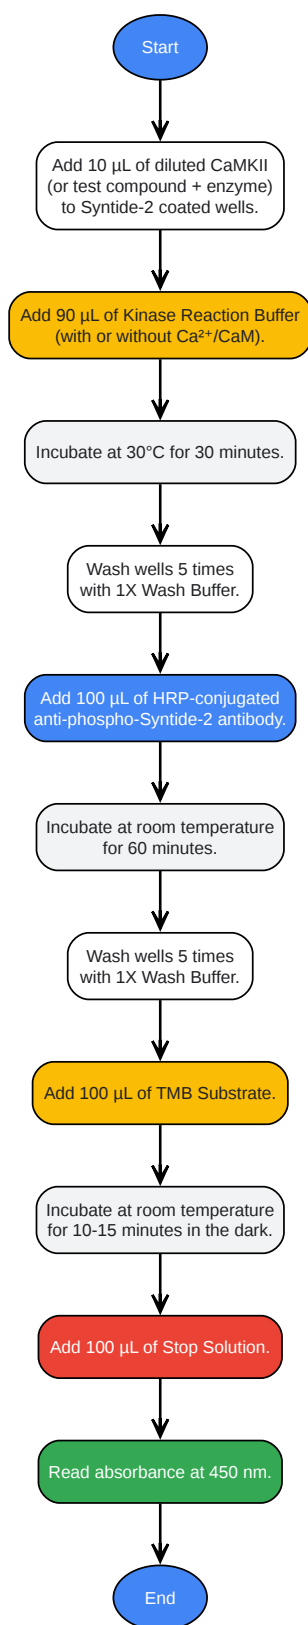 Start
Add 10 µL of diluted CaMKII
(or test compound + enzyme)
to Syntide-2 coated wells.
Add 90 µL of Kinase Reaction Buffer
(with or without Ca²⁺/CaM).
Incubate at 30°C for 30 minutes.
Wash wells 5 times
with 1X Wash Buffer.
Add 100 µL of HRP-conjugated
anti-phospho-Syntide-2 antibody.
Incubate at room temperature
for 60 minutes.
Wash wells 5 times
with 1X Wash Buffer.
Add 100 µL of TMB Substrate.
Incubate at room temperature
for 10-15 minutes in the dark.
Add 100 µL of Stop Solution.
Read absorbance at 450 nm.
End